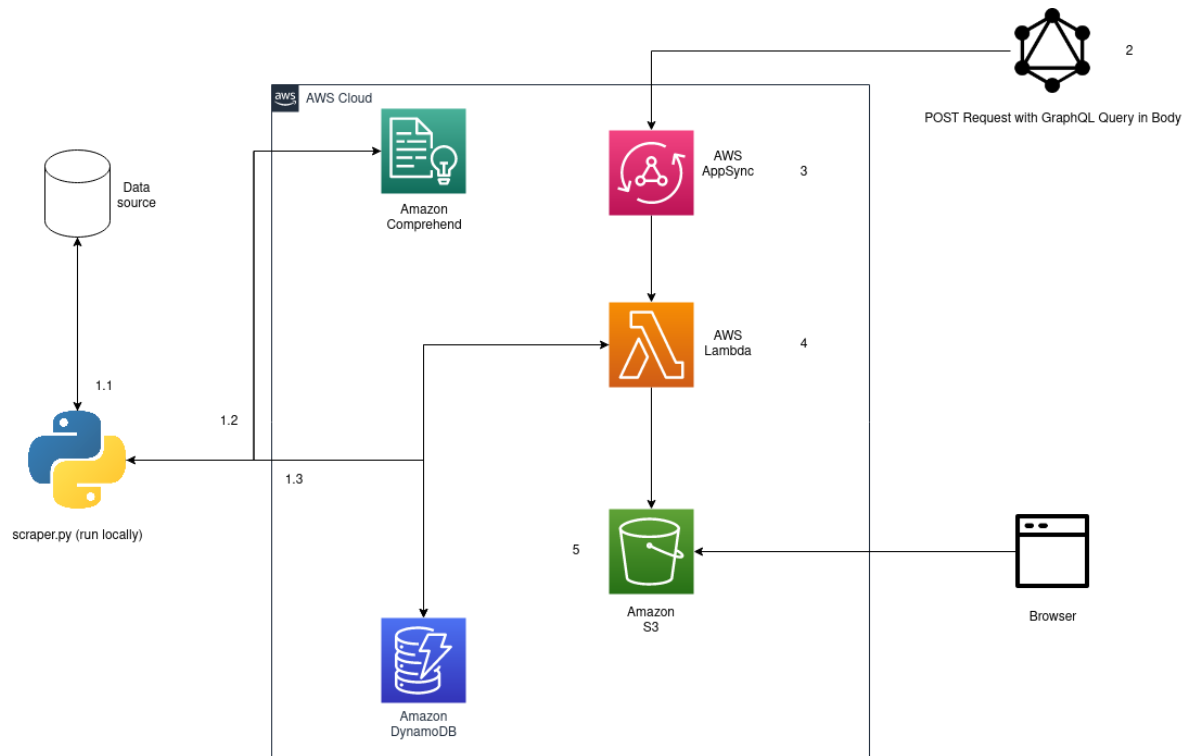 2
POST Request with GraphQL Query in Body
aws
AWS Cloud
Amazon
Comprehend
AWS
AppSync
3
Data
source
AWS
Lambda
4
1.1
1.2
1.3
scraper.py (run locally)
5
Amazon
S3
Browser
Amazon
DynamoDB